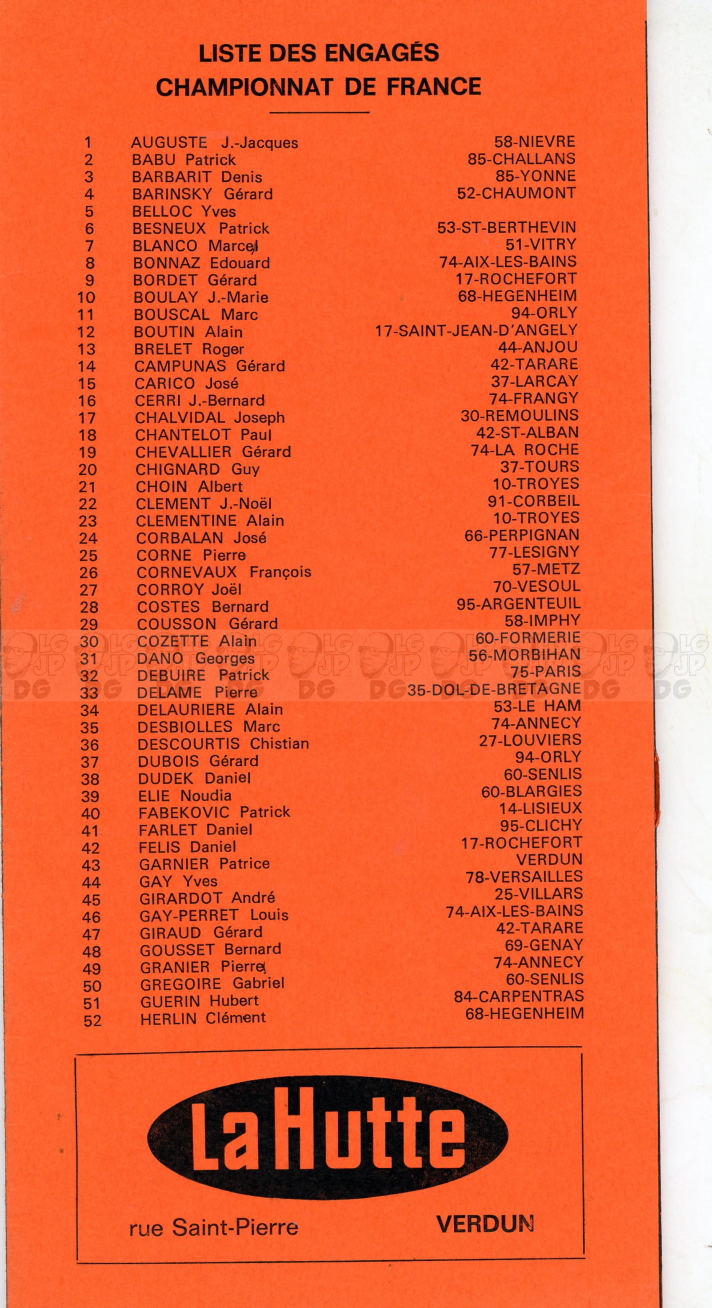 LISTE DES ENGAGÉS
CHAMPIONNAT DE FRANCE
1 AUGUSTE J.-Jacques 58-NIEVRE
2 BABU Patrick 85-CHALLANS
3 BARBARIT Denis 85-YONNE
4 BARINSKY Gérard 52-CHAUMONT
5 BELLOC Yves
6 BESNEUX Patrick 53-ST-BERTHEVIN
7 BLANCO Marcel 51-VITRY
8 BONNAZ Edouard 74-AIX-LES-BAINS
9 BORDET Gérard 17-ROCHEFORT
10 BOULAY J.-Marie 68-HEGENHEIM
11 BOUSCAL Marc 94-ORLY
12 BOUTIN Alain 17-SAINT-JEAN-D'ANGELY
13 BRELET Roger 44-ANJOU
14 CAMPUNAS Gérard 42-TARARE
15 CARICO José 37-LARCAY
16 CERRI J.-Bernard 74-FRANGY
17 CHALVIDAL Joseph 30-REMOULINS
18 CHANTELOT Paul 42-ST-ALBAN
19 CHEVALLIER Gérard 74-LA ROCHE
20 CHIGNARD Guy 37-TOURS
21 CHOIN Albert 10-TROYES
22 CLEMENT J.-Noël 91-CORBEIL
23 CLEMENTINE Alain 10-TROYES
24 CORBALAN José 66-PERPIGNAN
25 CORNE Pierre 77-LESIGNY
26 CORNEVAUX François 57-METZ
27 CORROY Joël 70-VESOUL
28 COSTES Bernard 95-ARGENTEUIL
29 COUSSON Gérard 58-IMPHY
30 COZETTE Alain 60-FORMERIE
31 DANO Georges 56-MORBIHAN
32 DEBUIRE Patrick 75-PARIS
33 DELAME Pierre 35-DOL-DE-BRETAGNE
34 DELAURIERE Alain 53-LE HAM
35 DESBIOLLES Marc 74-ANNECY
36 DESCOURTIS Chistian 27-LOUVIERS
37 DUBOIS Gérard 94-ORLY
38 DUDEK Daniel 60-SENLIS
39 ELIE Noudia 60-BLARGIES
40 FABEKOVIC Patrick 14-LISIEUX
41 FARLET Daniel 95-CLICHY
42 FELIS Daniel 17-ROCHEFORT
43 GARNIER Patrice VERDUN
44 GAY Yves 78-VERSAILLES
45 GIRARDOT André 25-VILLARS
46 GAY-PERRET Louis 74-AIX-LES-BAINS
47 GIRAUD Gérard 42-TARARE
48 GOUSSET Bernard 69-GENAY
49 GRANIER Pierre 74-ANNECY
50 GREGOIRE Gabriel 60-SENLIS
51 GUERIN Hubert 84-CARPENTRAS
52 HERLIN Clément 68-HEGENHEIM
La Hutte
rue Saint-Pierre VERDUN